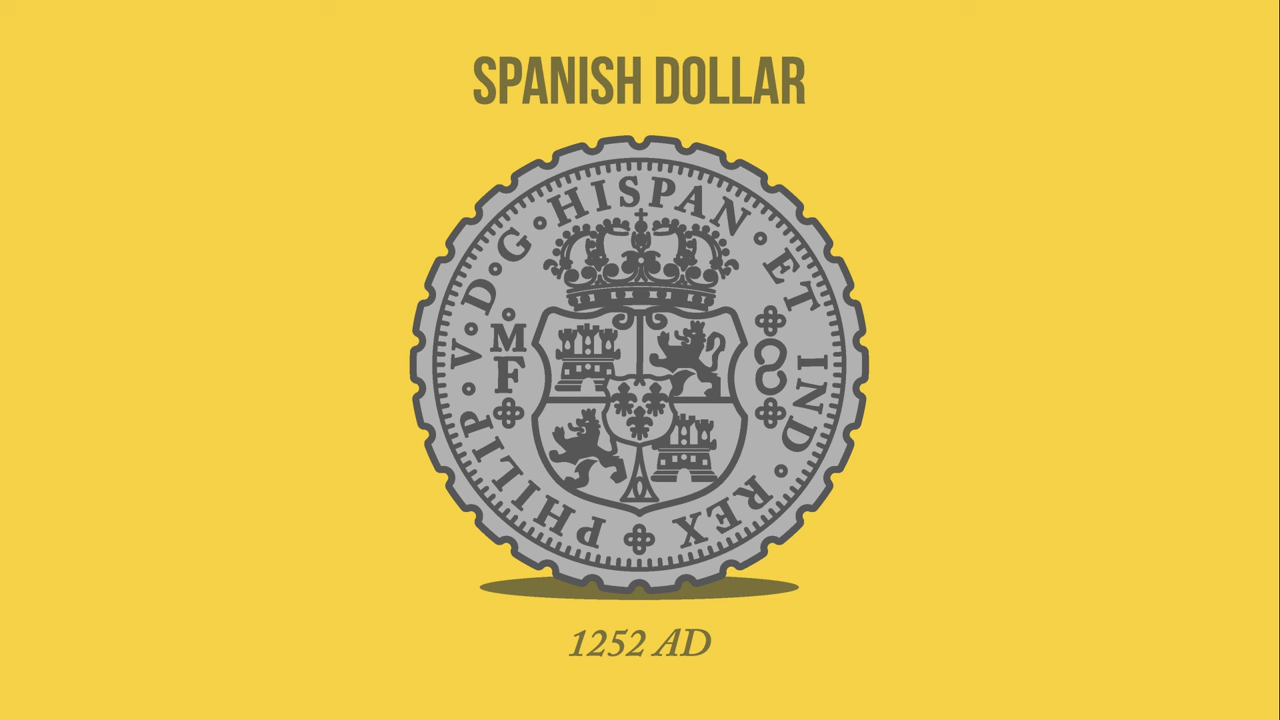 SPANISH DOLLAR
PHILIP·V·D·G·HISPAN·ET IND·REX
M
F
8
1252 AD